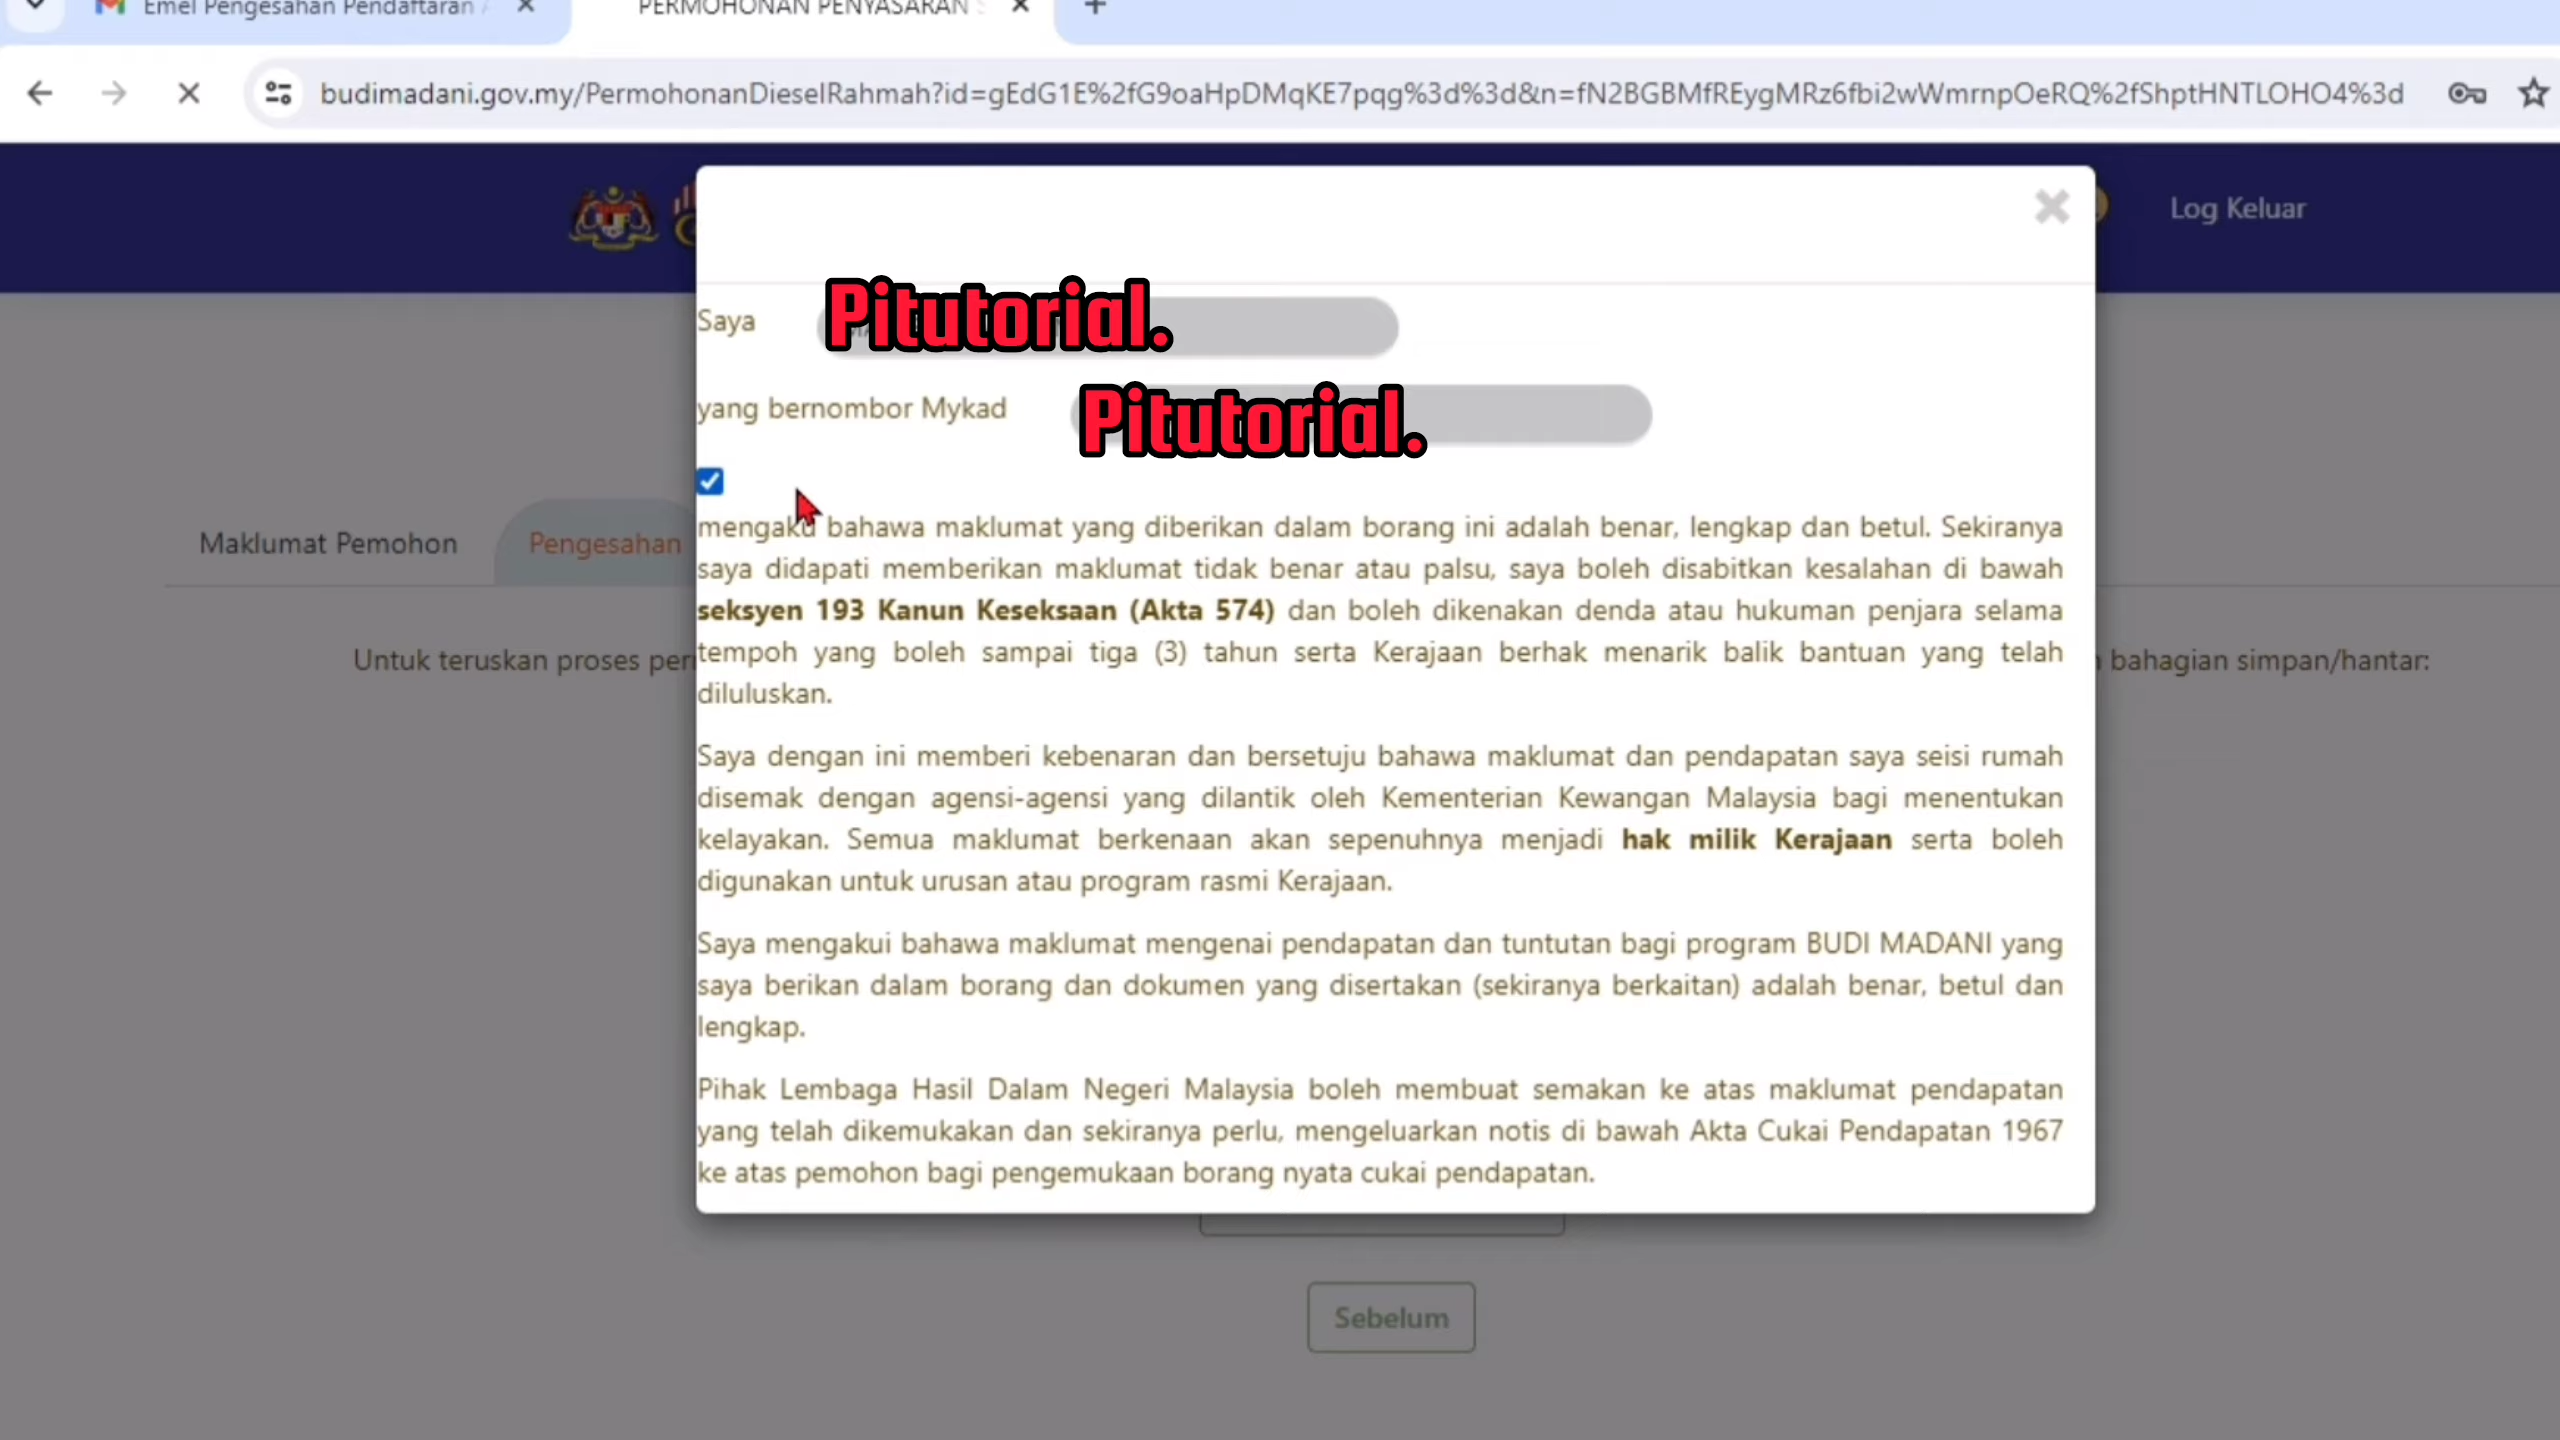 Emel Pengesahan Pendaftaran
PERMOHONAN PENYASARAN
budimadani.gov.my/PermohonanDieselRahmah?id=gEdG1E%2fG9oaHpDMqKE7pqg%3d%3d&n=fN2BGBMfREygMRz6fbi2wWmrnpOeRQ%2fShptHNTLOHO4%3d
Log Keluar
Saya Pitutorial.
yang bernombor Mykad Pitutorial.
Maklumat Pemohon Pengesahan
Untuk teruskan proses bahagian simpan/hantar:
mengaku bahawa maklumat yang diberikan dalam borang ini adalah benar, lengkap dan betul. Sekiranya
saya didapati memberikan maklumat tidak benar atau palsu, saya boleh disabitkan kesalahan di bawah
seksyen 193 Kanun Keseksaan (Akta 574) dan boleh dikenakan denda atau hukuman penjara selama
tempoh yang boleh sampai tiga (3) tahun serta Kerajaan berhak menarik balik bantuan yang telah
diluluskan.
Saya dengan ini memberi kebenaran dan bersetuju bahawa maklumat dan pendapatan saya seisi rumah
disemak dengan agensi-agensi yang dilantik oleh Kementerian Kewangan Malaysia bagi menentukan
kelayakan. Semua maklumat berkenaan akan sepenuhnya menjadi hak milik Kerajaan serta boleh
digunakan untuk urusan atau program rasmi Kerajaan.
Saya mengakui bahawa maklumat mengenai pendapatan dan tuntutan bagi program BUDI MADANI yang
saya berikan dalam borang dan dokumen yang disertakan (sekiranya berkaitan) adalah benar, betul dan
lengkap.
Pihak Lembaga Hasil Dalam Negeri Malaysia boleh membuat semakan ke atas maklumat pendapatan
yang telah dikemukakan dan sekiranya perlu, mengeluarkan notis di bawah Akta Cukai Pendapatan 1967
ke atas pemohon bagi pengemukaan borang nyata cukai pendapatan.
Sebelum